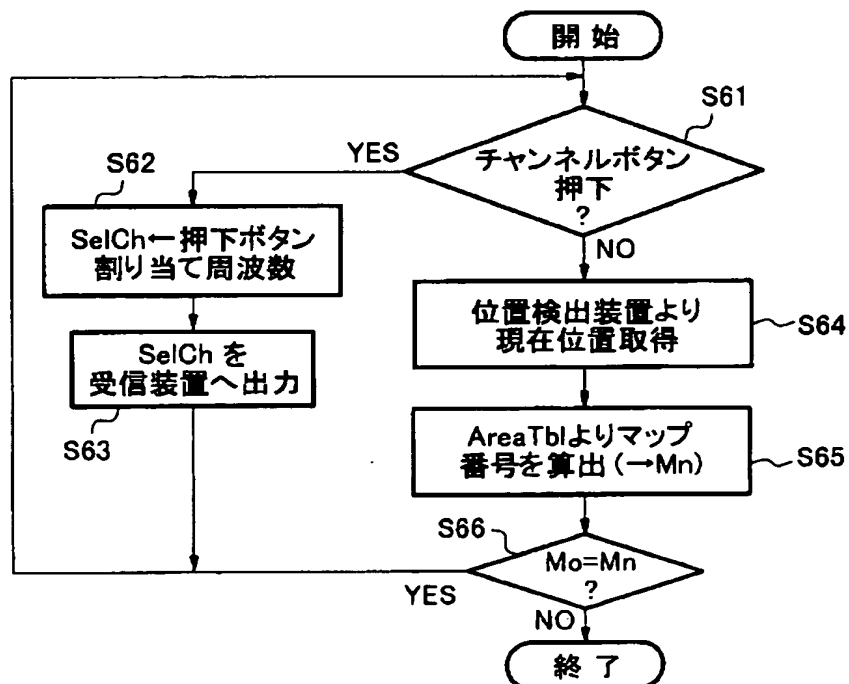 開始
S61
チャンネルボタン
押下
?
YES
NO
S62
SelCh←押下ボタン
割り当て周波数
SelCh を
受信装置へ出力
S63
位置検出装置より
現在位置取得
S64
AreaTblよりマップ
番号を算出(→Mn)
S65
S66
Mo=Mn
?
YES
NO
終了